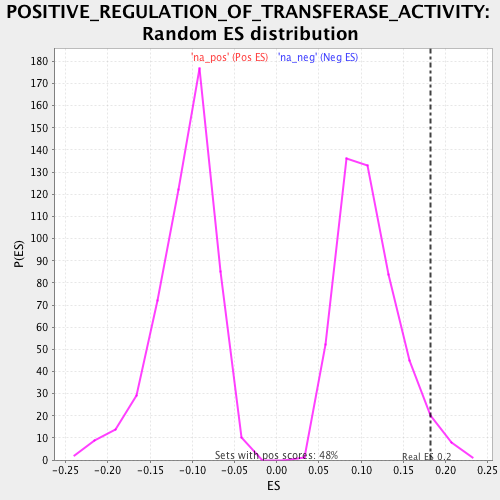 POSITIVE_REGULATION_OF_TRANSFERASE_ACTIVITY:
Random ES distribution
'na_pos' (Pos ES) 'na_neg' (Neg ES)
P(ES)
180
170
160
150
140
130
120
110
100
90
80
70
60
50
40
30
20
10
0
Sets with pos scores: 48%
Real ES 0.2
-0.25 -0.20 -0.15 -0.10 -0.05 0.00 0.05 0.10 0.15 0.20 0.25
ES